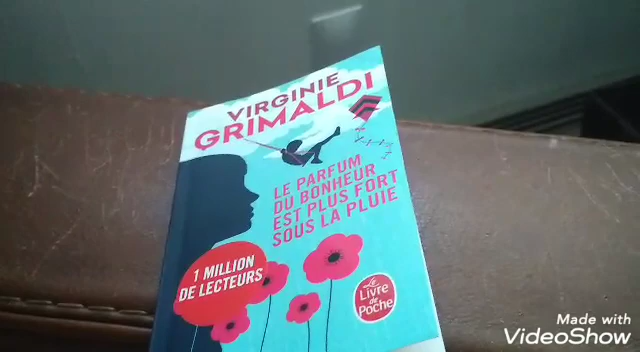 VIRGINIE
GRIMALDI
LE PARFUM
DU BONHEUR
EST PLUS FORT
SOUS LA PLUIE
1 MILLION
DE LECTEURS
Le
Livre
de
Poche
Made with
VideoShow